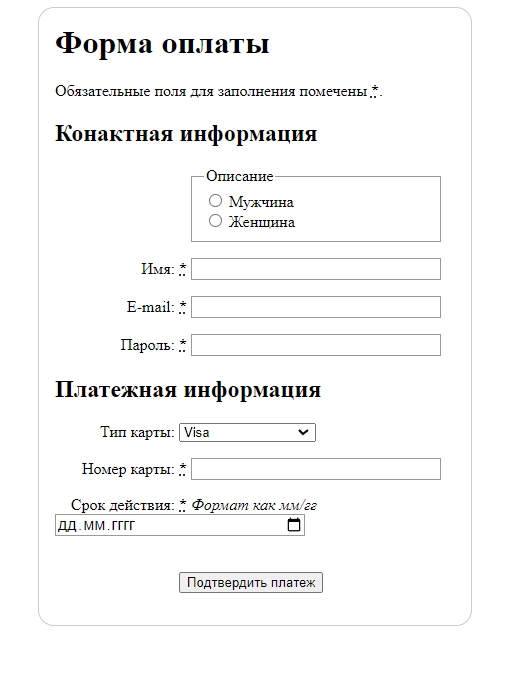 Форма оплаты
Обязательные поля для заполнения помечены *.
Конактная информация
Описание
Мужчина
Женщина
Имя: *
E-mail: *
Пароль: *
Платежная информация
Тип карты: Visa
Номер карты: *
Срок действия: * Формат как мм/гг
ДД.ММ.ГГГГ
Подтвердить платеж